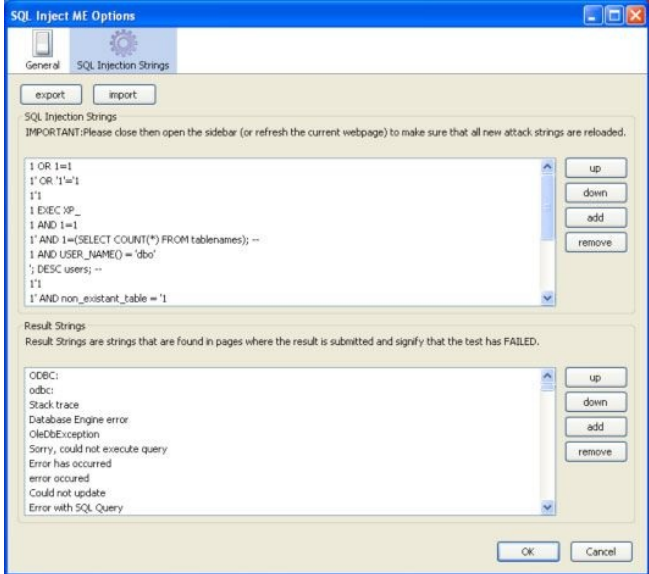 SQL Inject ME Options
General
SQL Injection Strings
export
import
SQL Injection Strings
IMPORTANT:Please close then open the sidebar (or refresh the current webpage) to make sure that all new attack strings are reloaded.
1 OR 1=1
1' OR '1'='1
1'1
1 EXEC XP_
1 AND 1=1
1' AND 1=(SELECT COUNT(*) FROM tablenames); --
1 AND USER_NAME() = 'dbo'
'; DESC users; --
1'1
1' AND non_existant_table = '1
up
down
add
remove
Result Strings
Result Strings are strings that are found in pages where the result is submitted and signify that the test has FAILED.
ODBC:
odbc:
Stack trace
Database Engine error
OleDbException
Sorry, could not execute query
Error has occurred
error occured
Could not update
Error with SQL Query
up
down
add
remove
OK
Cancel